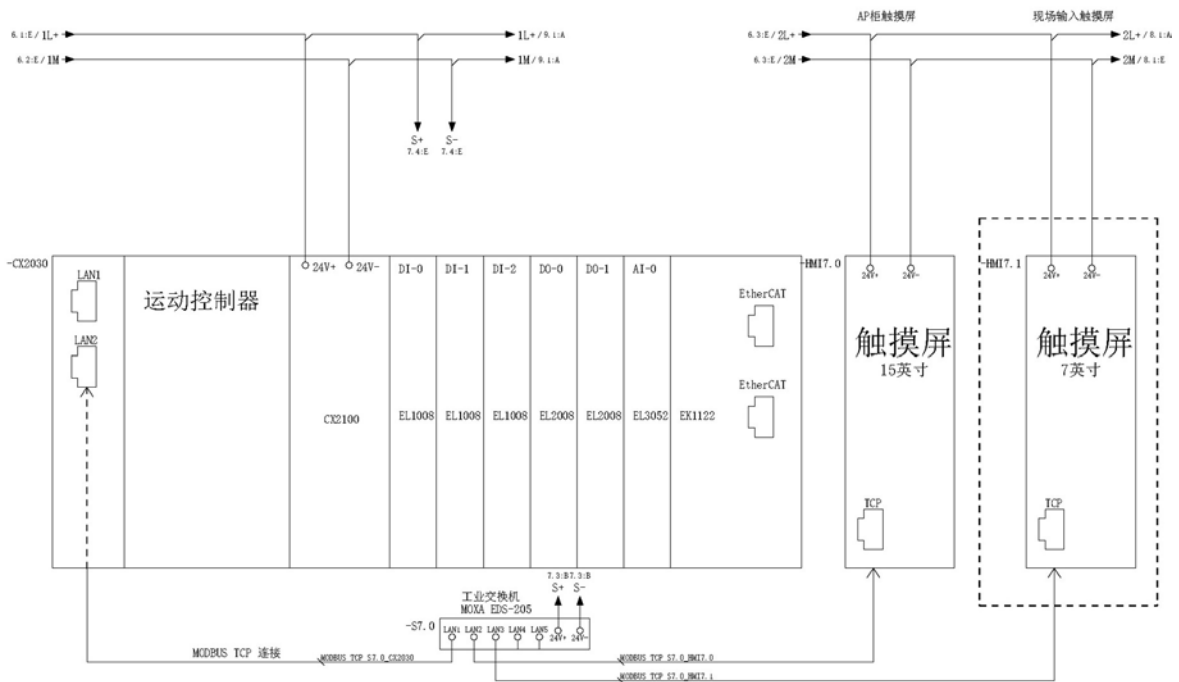 AP柜触摸屏 现场输入触摸屏
6.1:E / 1L+ 1L+ / 9.1:A 6.3:E / 2L+ 2L+ / 8.1:A
6.2:E / 1M 1M / 9.1:A 6.3:E / 2M 2M / 8.1:E
S+ S-
7.4:E 7.4:E
-CX2030 24V+ 24V- DI-0 DI-1 DI-2 DO-0 DO-1 AI-0 -HMI7.0 24V+ 24V- -HMI7.1 24V+ 24V-
LAN1
运动控制器 EtherCAT
LAN2 触摸屏 触摸屏
15英寸 7英寸
EtherCAT
CX2100 EL1008 EL1008 EL1008 EL2008 EL2008 EL3052 EK1122
TCP TCP
7.3:B 7.3:B
S+ S-
工业交换机
MOXA EDS-205
-S7.0 LAN1 LAN2 LAN3 LAN4 LAN5 24V+ 24V-
MODBUS TCP 连接 MODBUS TCP S7.0_CX2030 MODBUS TCP S7.0_HMI7.0
MODBUS TCP S7.0_HMI7.1